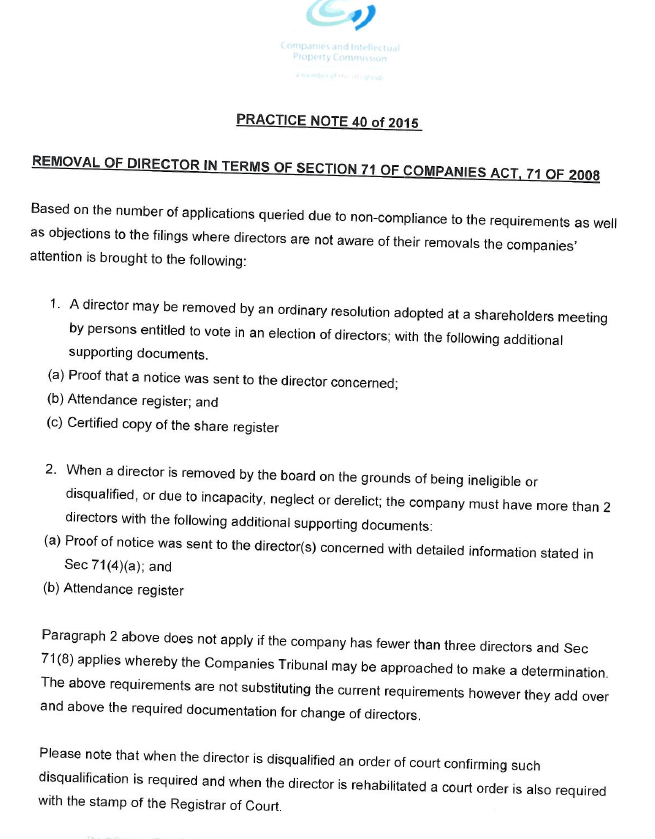 Companies and Intellectual
Property Commission
a member of the dti group
PRACTICE NOTE 40 of 2015
REMOVAL OF DIRECTOR IN TERMS OF SECTION 71 OF COMPANIES ACT, 71 OF 2008
Based on the number of applications queried due to non-compliance to the requirements as well
as objections to the filings where directors are not aware of their removals the companies'
attention is brought to the following:
1. A director may be removed by an ordinary resolution adopted at a shareholders meeting
by persons entitled to vote in an election of directors; with the following additional
supporting documents.
(a) Proof that a notice was sent to the director concerned;
(b) Attendance register; and
(c) Certified copy of the share register
2. When a director is removed by the board on the grounds of being ineligible or
disqualified, or due to incapacity, neglect or derelict; the company must have more than 2
directors with the following additional supporting documents:
(a) Proof of notice was sent to the director(s) concerned with detailed information stated in
Sec 71(4)(a); and
(b) Attendance register
Paragraph 2 above does not apply if the company has fewer than three directors and Sec
71(8) applies whereby the Companies Tribunal may be approached to make a determination.
The above requirements are not substituting the current requirements however they add over
and above the required documentation for change of directors.
Please note that when the director is disqualified an order of court confirming such
disqualification is required and when the director is rehabilitated a court order is also required
with the stamp of the Registrar of Court.